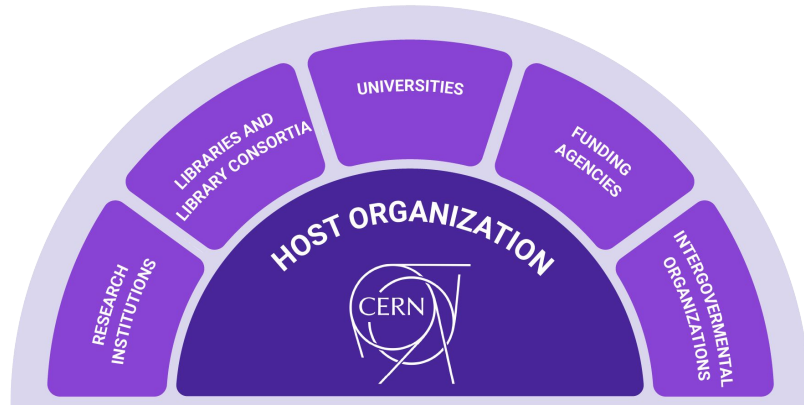 RESEARCH
INSTITUTIONS
LIBRARIES AND
LIBRARY CONSORTIA
UNIVERSITIES
FUNDING
AGENCIES
INTERGOVERMENTAL
ORGANIZATIONS
HOST ORGANIZATION
CERN